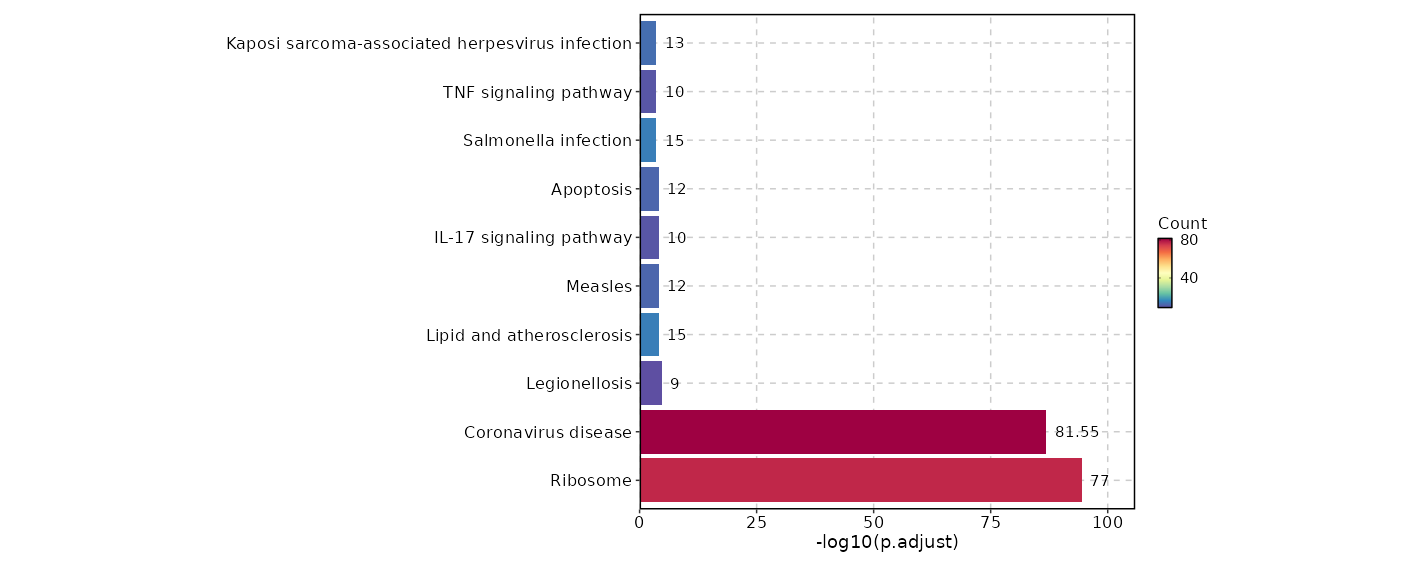 Kaposi sarcoma-associated herpesvirus infection 13
TNF signaling pathway 10
Salmonella infection 15
Apoptosis 12
IL-17 signaling pathway 10
Measles 12
Lipid and atherosclerosis 15
Legionellosis 9
Coronavirus disease 81.55
Ribosome 77
0 25 50 75 100
-log10(p.adjust)
Count
80
40